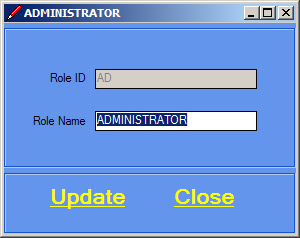 ADMINISTRATOR
Role ID AD
Role Name ADMINISTRATOR
Update Close